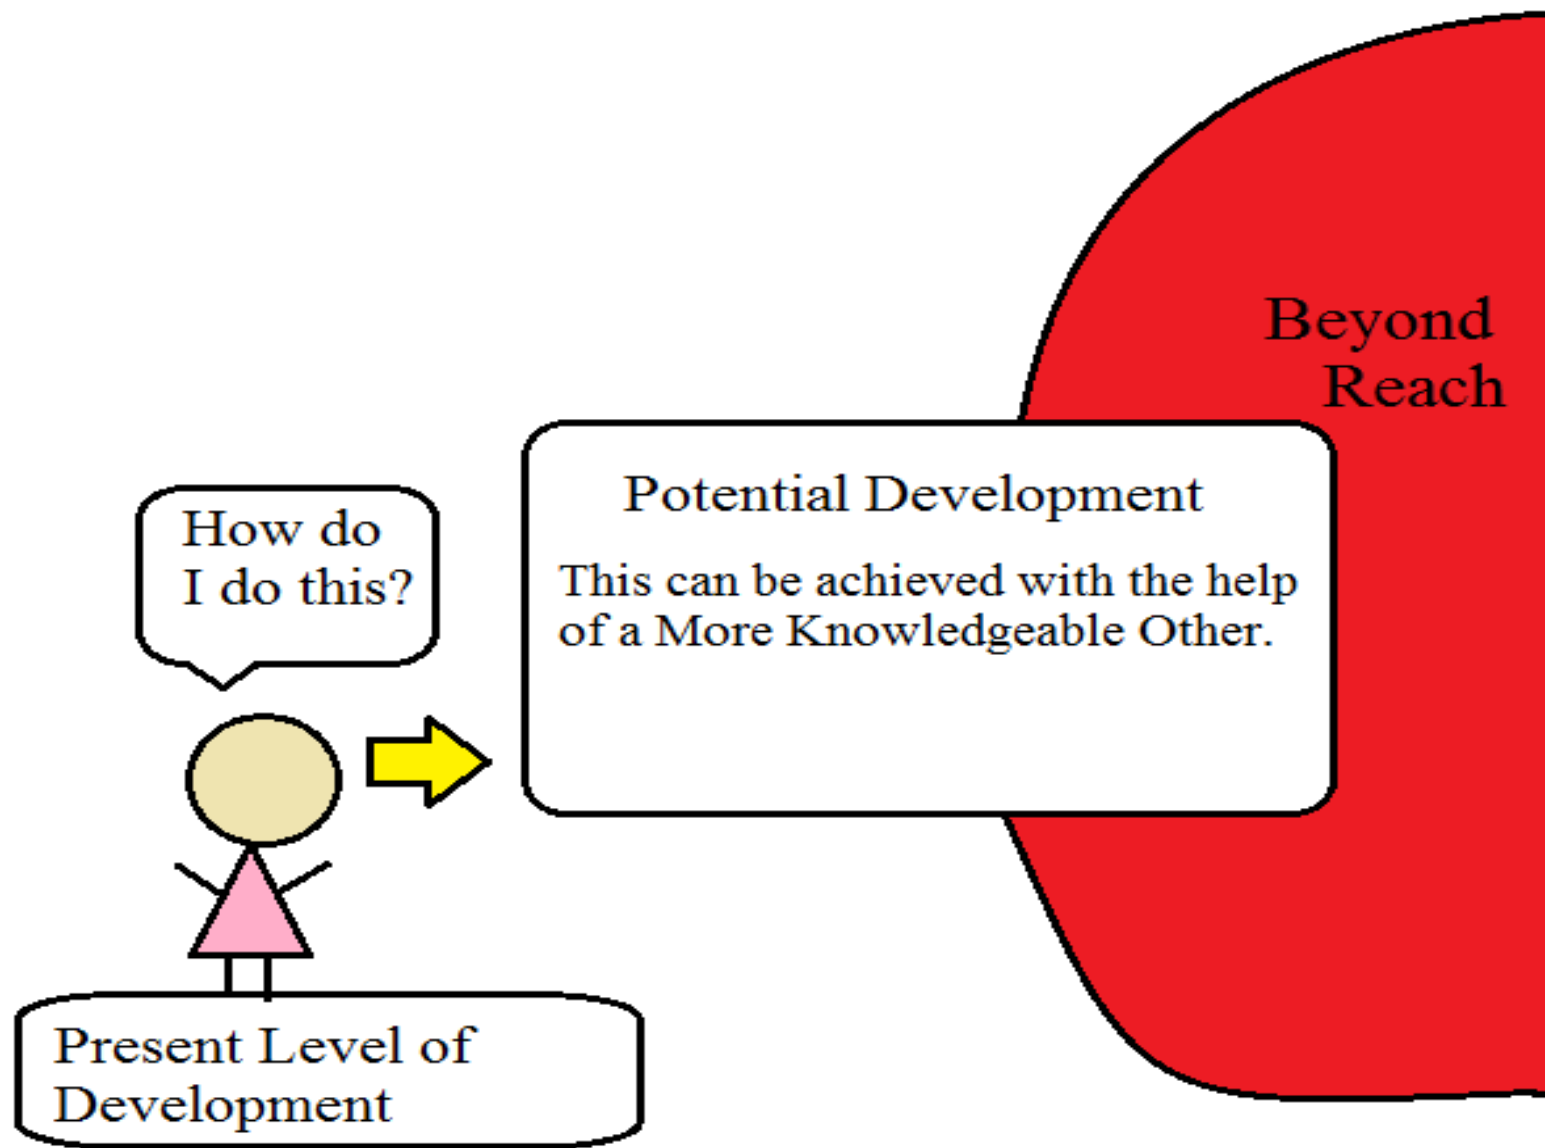 Beyond
Reach
Potential Development
This can be achieved with the help
of a More Knowledgeable Other.
How do
I do this?
Present Level of
Development